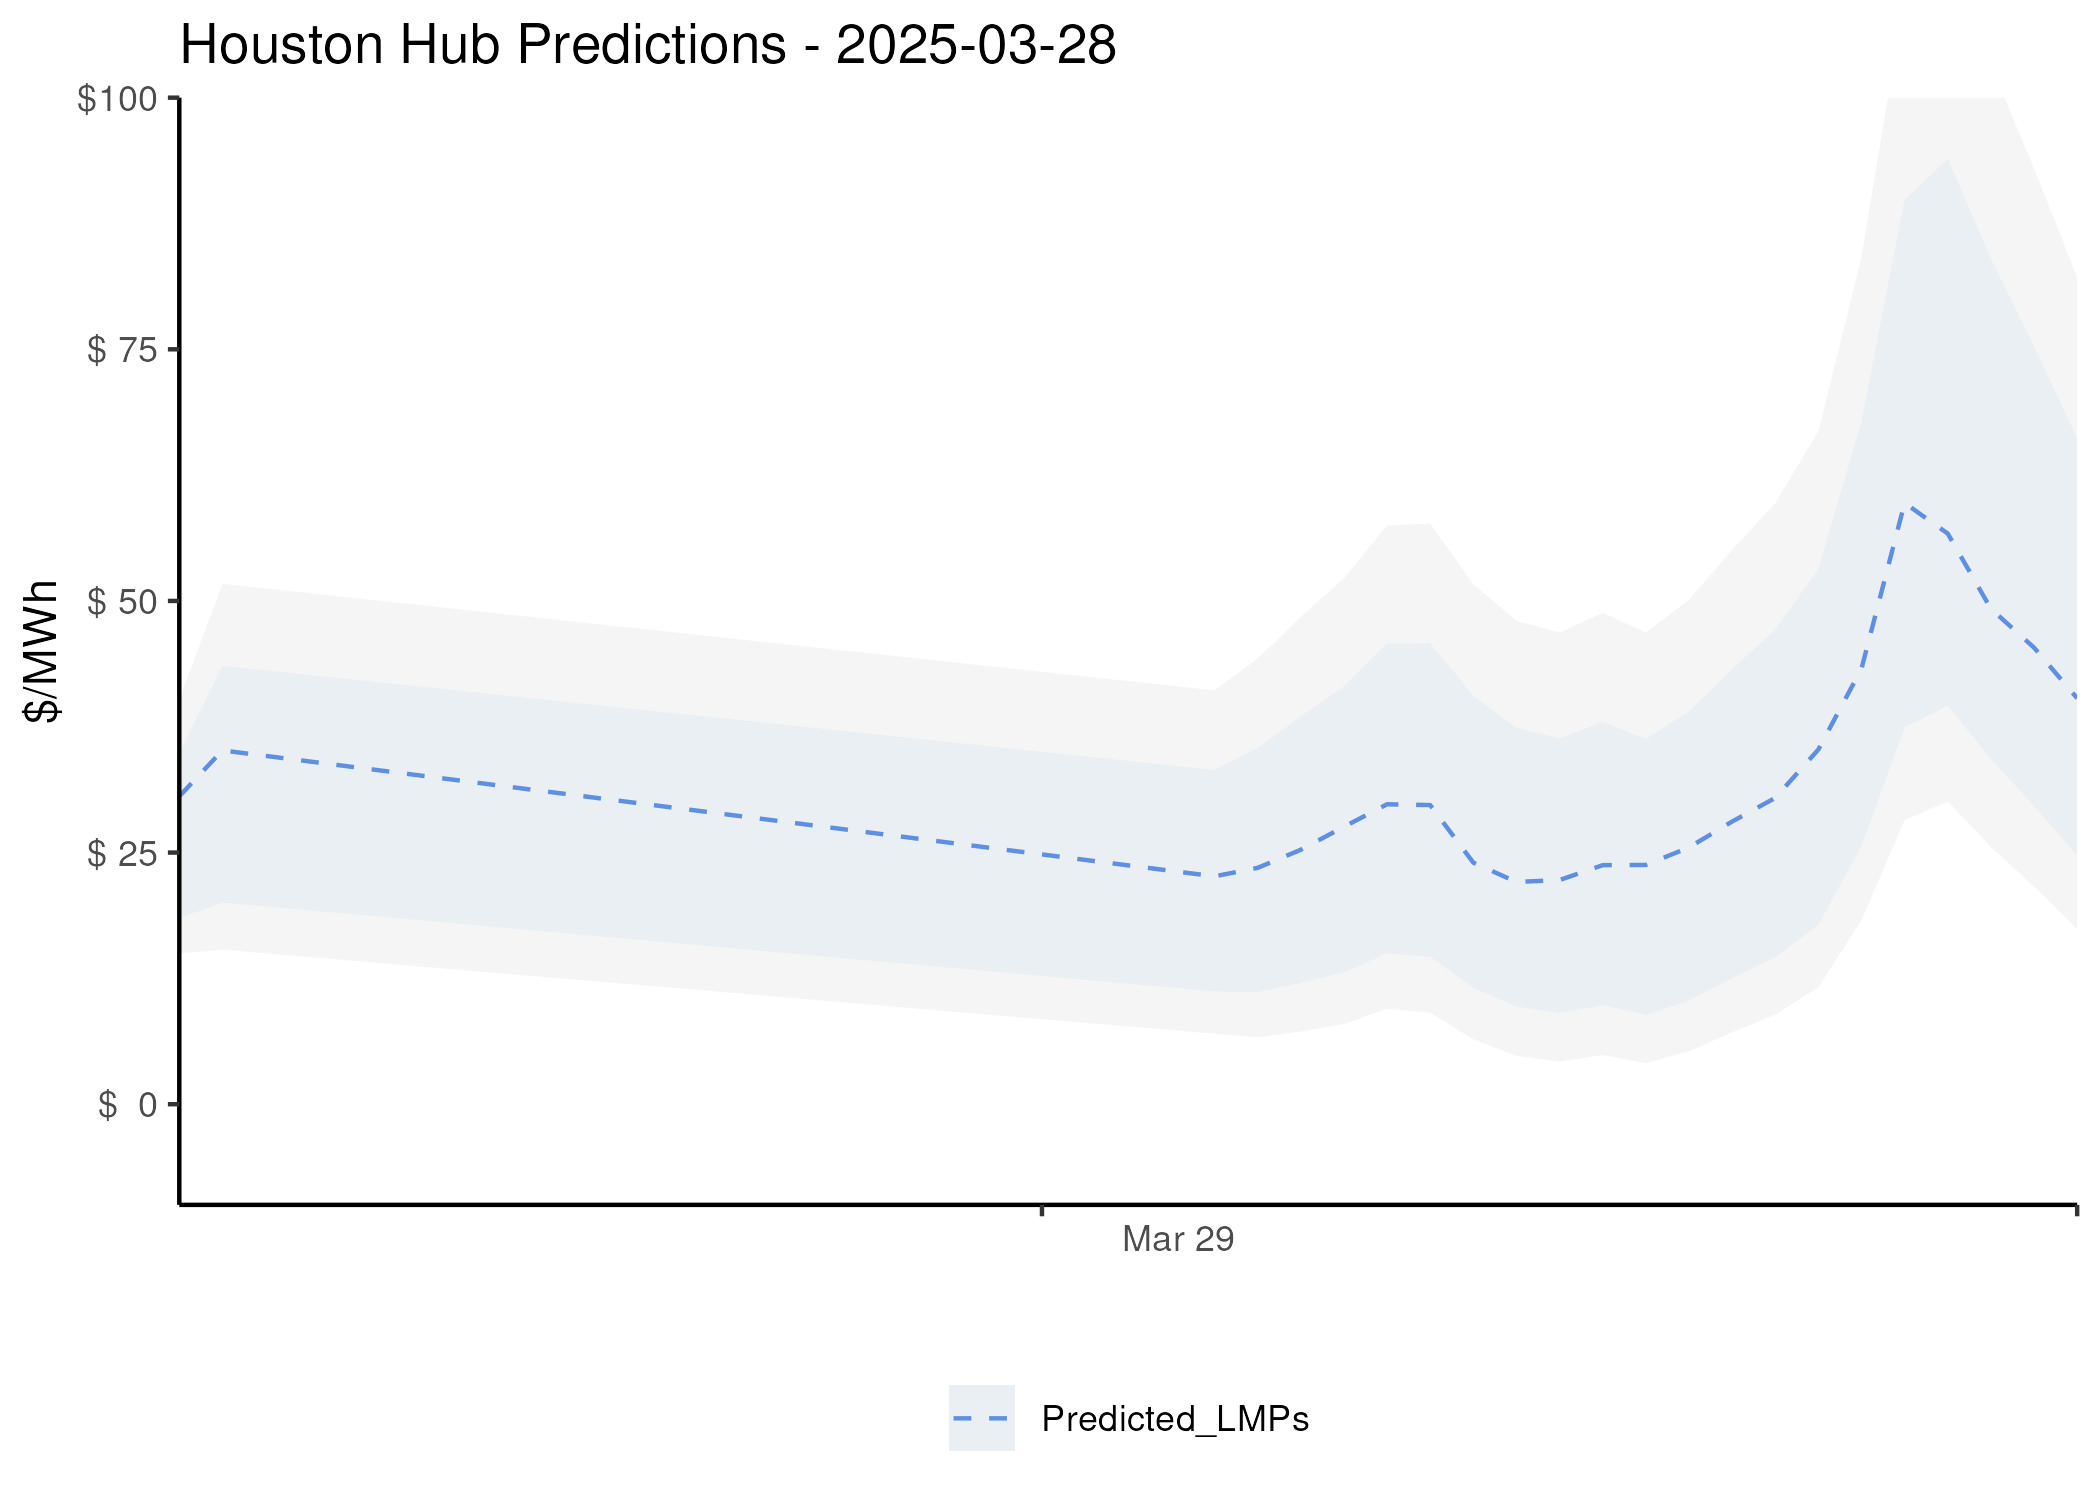 Houston Hub Predictions - 2025-03-28
$100
$ 75
$ 50
$ 25
$  0
$/MWh
Mar 29
Predicted_LMPs